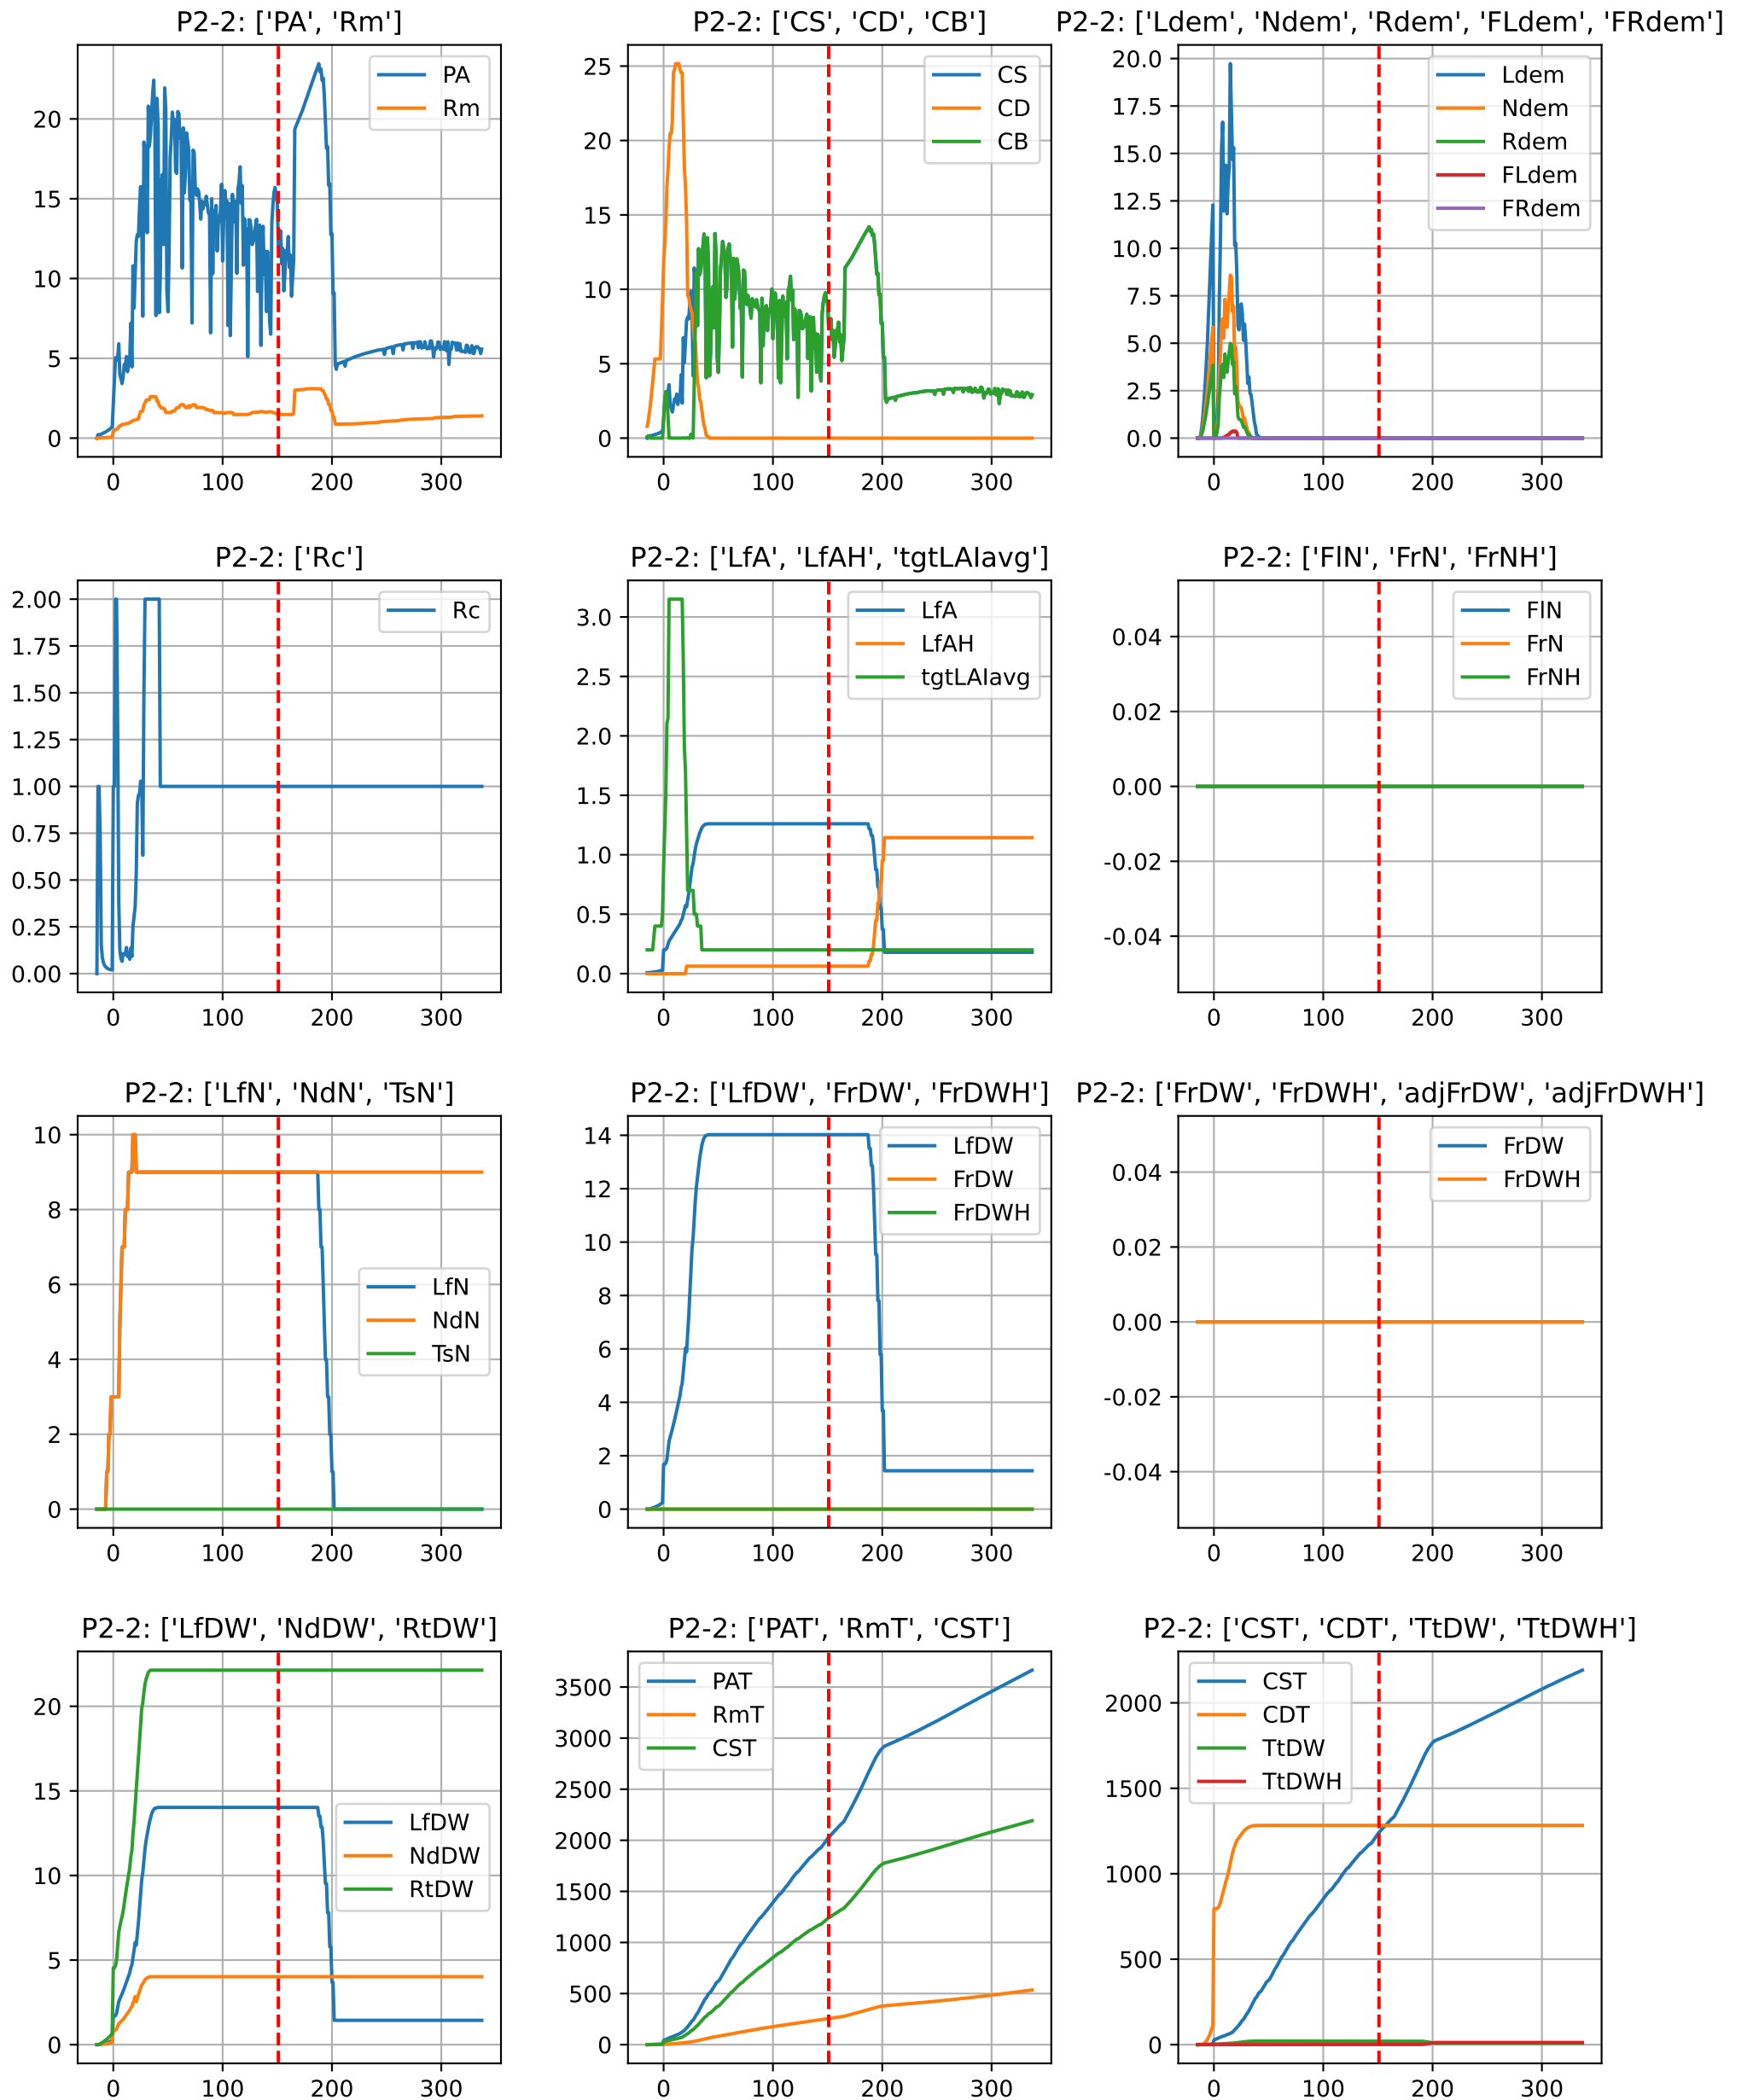 P2-2: ['PA', 'Rm']
20
15
10
5
0
0 100 200 300
PA
Rm
P2-2: ['CS', 'CD', 'CB']
25
20
15
10
5
0
0 100 200 300
CS
CD
CB
P2-2: ['Ldem', 'Ndem', 'Rdem', 'FLdem', 'FRdem']
20.0
17.5
15.0
12.5
10.0
7.5
5.0
2.5
0.0
0 100 200 300
Ldem
Ndem
Rdem
FLdem
FRdem
P2-2: ['Rc']
2.00
1.75
1.50
1.25
1.00
0.75
0.50
0.25
0.00
0 100 200 300
Rc
P2-2: ['LfA', 'LfAH', 'tgtLAIavg']
3.0
2.5
2.0
1.5
1.0
0.5
0.0
0 100 200 300
LfA
LfAH
tgtLAIavg
P2-2: ['FlN', 'FrN', 'FrNH']
0.04
0.02
0.00
-0.02
-0.04
0 100 200 300
FlN
FrN
FrNH
P2-2: ['LfN', 'NdN', 'TsN']
10
8
6
4
2
0
0 100 200 300
LfN
NdN
TsN
P2-2: ['LfDW', 'FrDW', 'FrDWH']
14
12
10
8
6
4
2
0
0 100 200 300
LfDW
FrDW
FrDWH
P2-2: ['FrDW', 'FrDWH', 'adjFrDW', 'adjFrDWH']
0.04
0.02
0.00
-0.02
-0.04
0 100 200 300
FrDW
FrDWH
P2-2: ['LfDW', 'NdDW', 'RtDW']
20
15
10
5
0
0 100 200 300
LfDW
NdDW
RtDW
P2-2: ['PAT', 'RmT', 'CST']
3500
3000
2500
2000
1500
1000
500
0
0 100 200 300
PAT
RmT
CST
P2-2: ['CST', 'CDT', 'TtDW', 'TtDWH']
2000
1500
1000
500
0
0 100 200 300
CST
CDT
TtDW
TtDWH